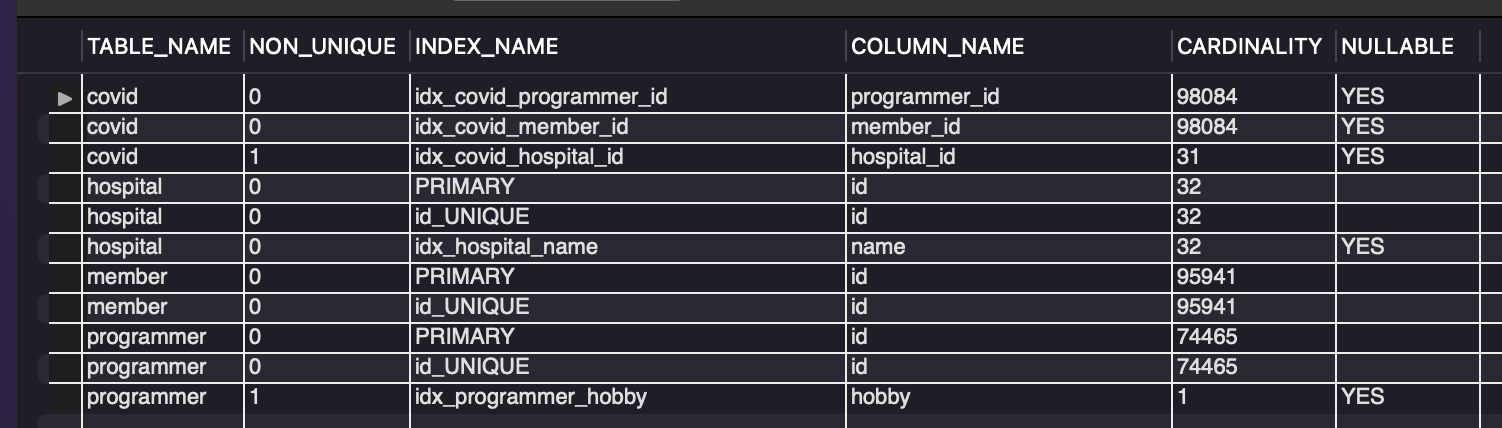 TABLE_NAME NON_UNIQUE INDEX_NAME COLUMN_NAME CARDINALITY NULLABLE
covid 0 idx_covid_programmer_id programmer_id 98084 YES
covid 0 idx_covid_member_id member_id 98084 YES
covid 1 idx_covid_hospital_id hospital_id 31 YES
hospital 0 PRIMARY id 32
hospital 0 id_UNIQUE id 32
hospital 0 idx_hospital_name name 32 YES
member 0 PRIMARY id 95941
member 0 id_UNIQUE id 95941
programmer 0 PRIMARY id 74465
programmer 0 id_UNIQUE id 74465
programmer 1 idx_programmer_hobby hobby 1 YES